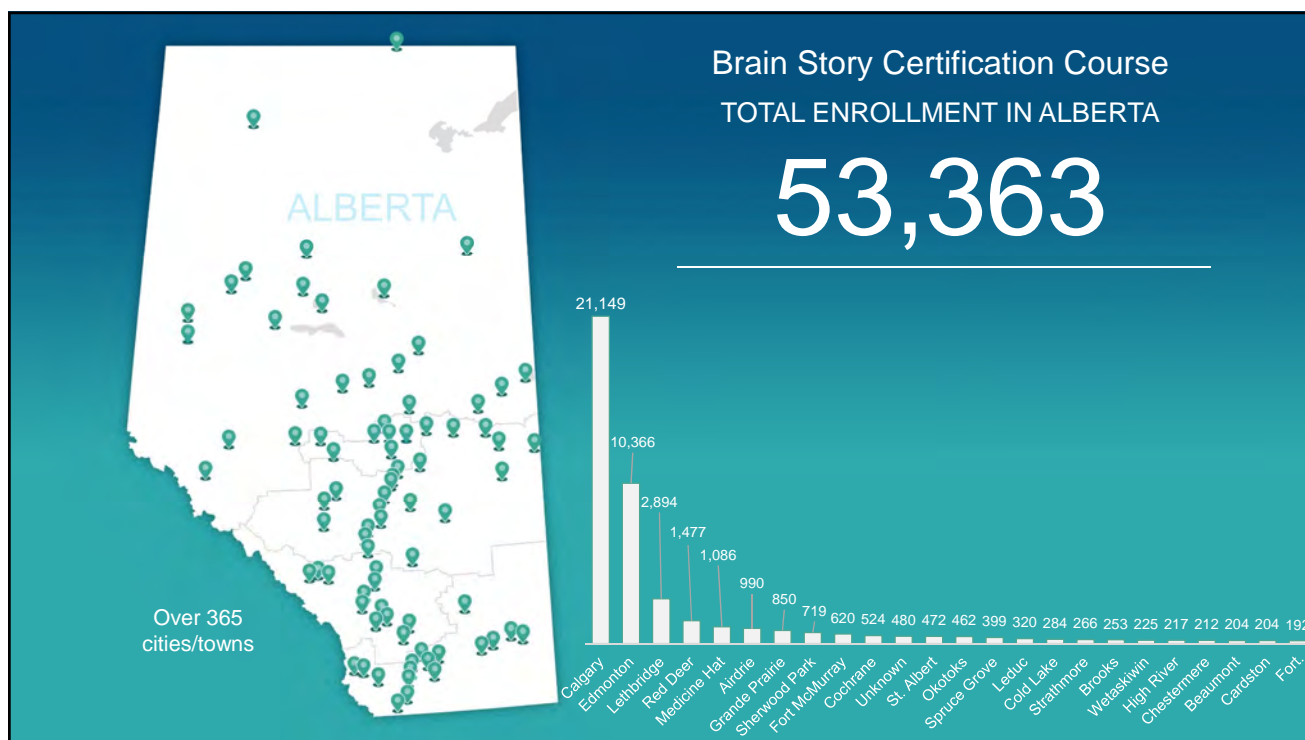 Brain Story Certification Course
TOTAL ENROLLMENT IN ALBERTA
53,363
ALBERTA
Over 365
cities/towns
21,149
10,366
2,894
1,477
1,086
990
850
719
620
524
480
472
462
399
320
284
266
253
225
217
212
204
204
192
Calgary
Edmonton
Lethbridge
Red Deer
Medicine Hat
Airdrie
Grande Prairie
Sherwood Park
Fort McMurray
Cochrane
Unknown
St. Albert
Okotoks
Spruce Grove
Leduc
Cold Lake
Strathmore
Brooks
Wetaskiwin
High River
Chestermere
Beaumont
Cardston
Fort.